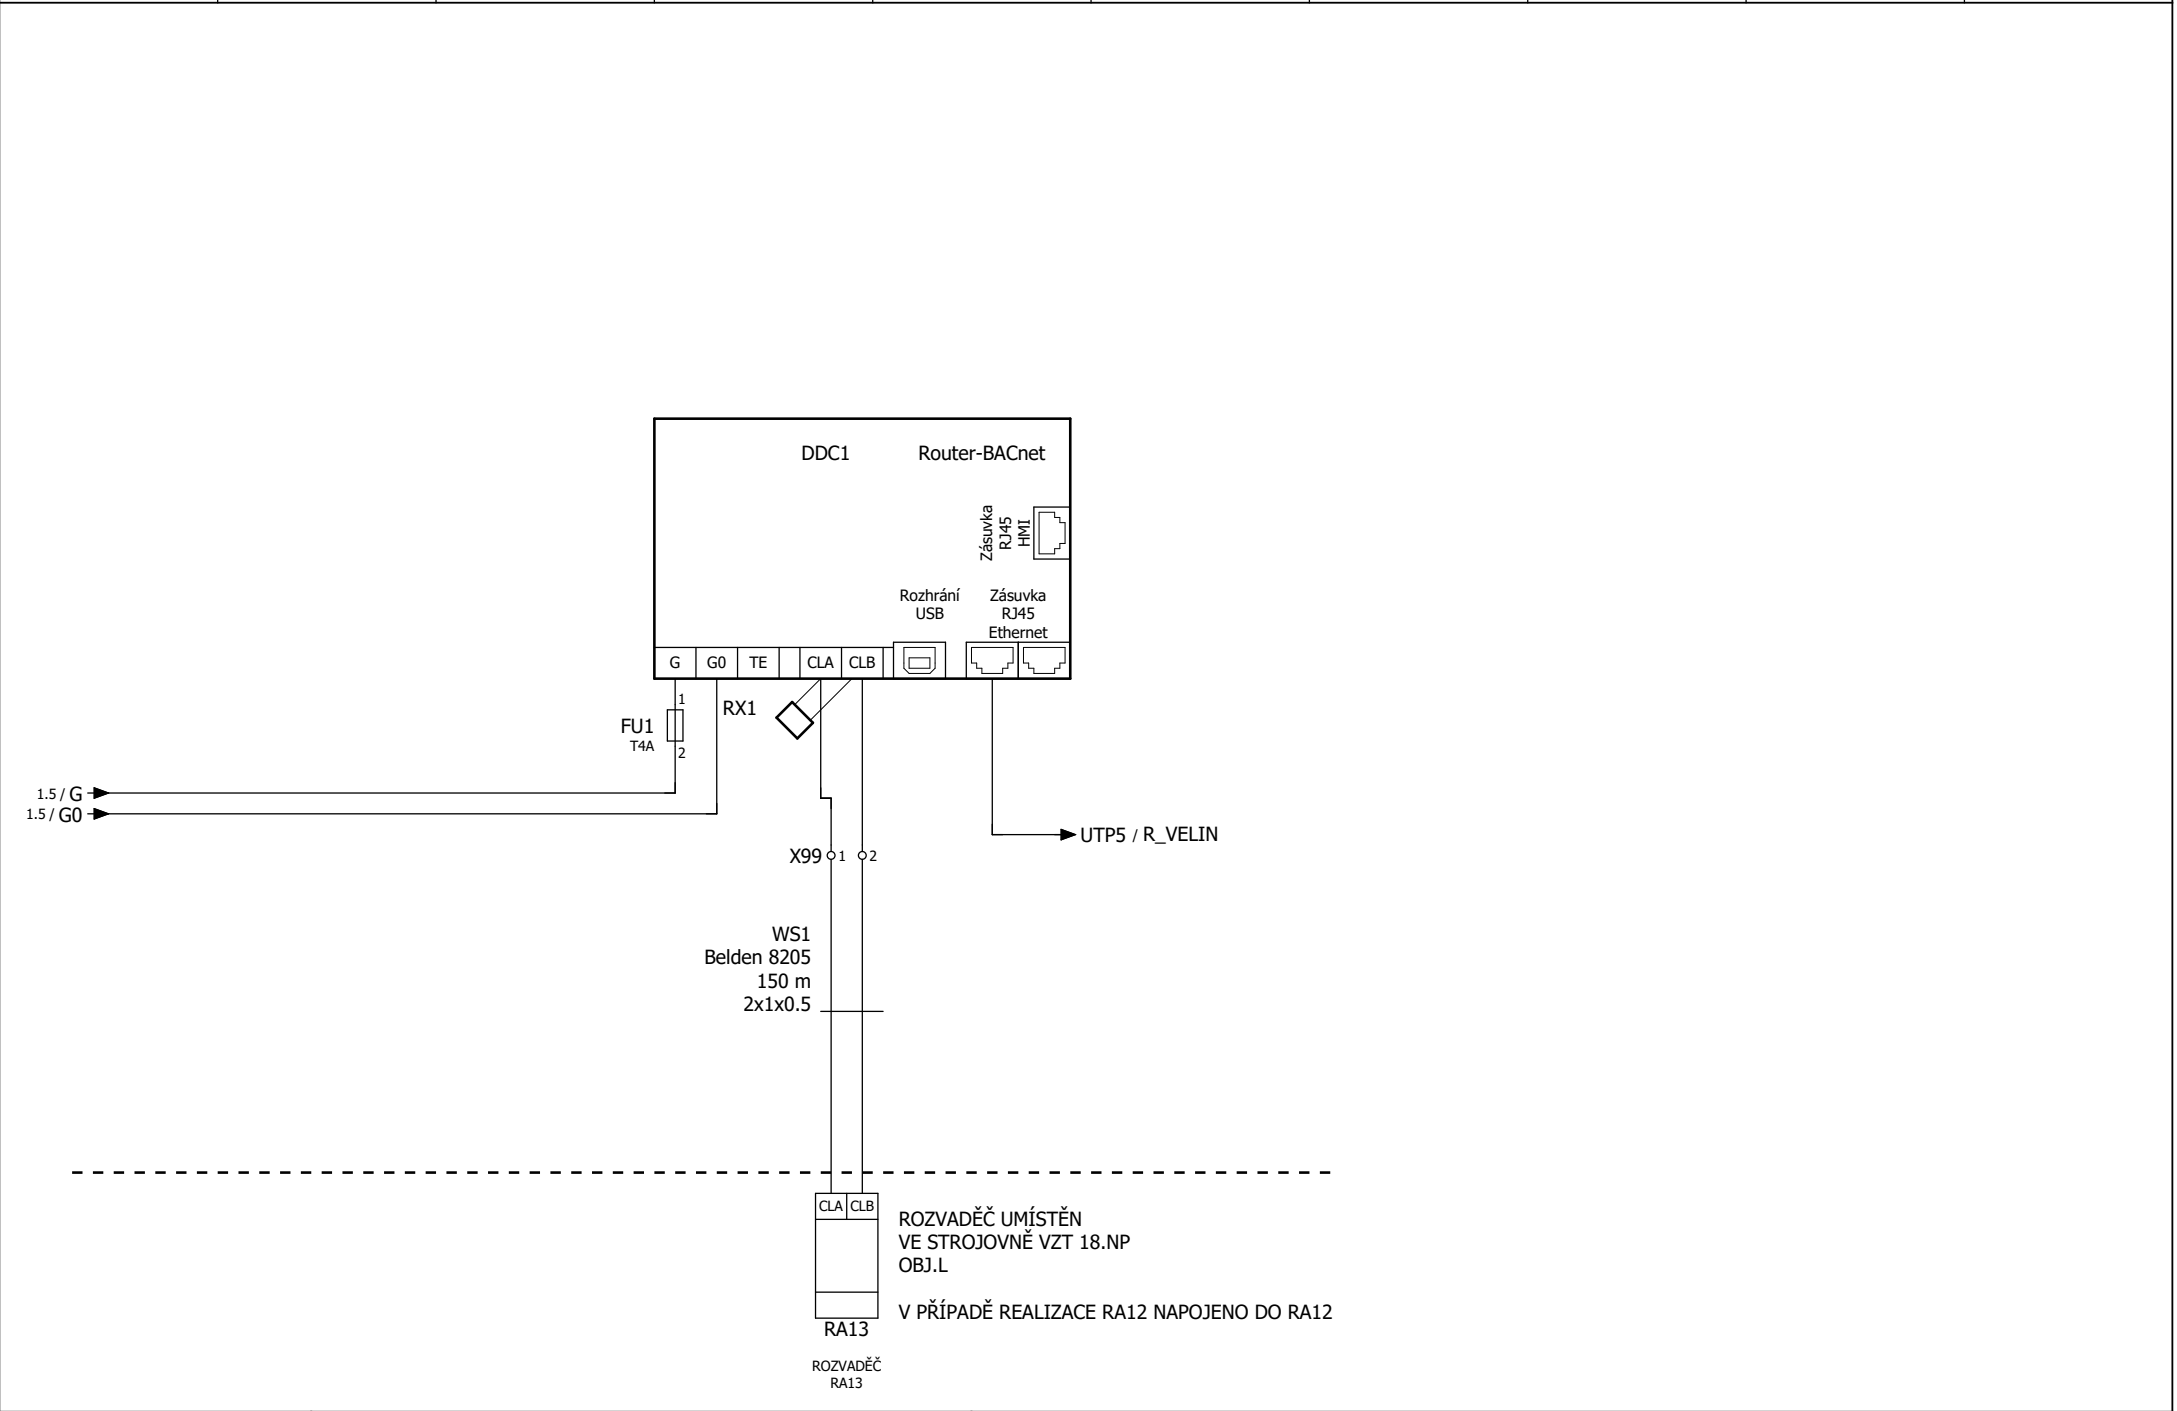 DDC1 Router-BACnet
Zásuvka
RJ45
HMI
Rozhrání
USB
Zásuvka
RJ45
Ethernet
G G0 TE CLA CLB
1
FU1
T4A
2
RX1
1.5 / G
1.5 / G0
UTP5 / R_VELIN
X99 1 2
WS1
Belden 8205
150 m
2x1x0.5
CLA CLB
ROZVADĚČ UMÍSTĚN
VE STROJOVNĚ VZT 18.NP
OBJ.L
V PŘÍPADĚ REALIZACE RA12 NAPOJENO DO RA12
RA13
ROZVADĚČ
RA13